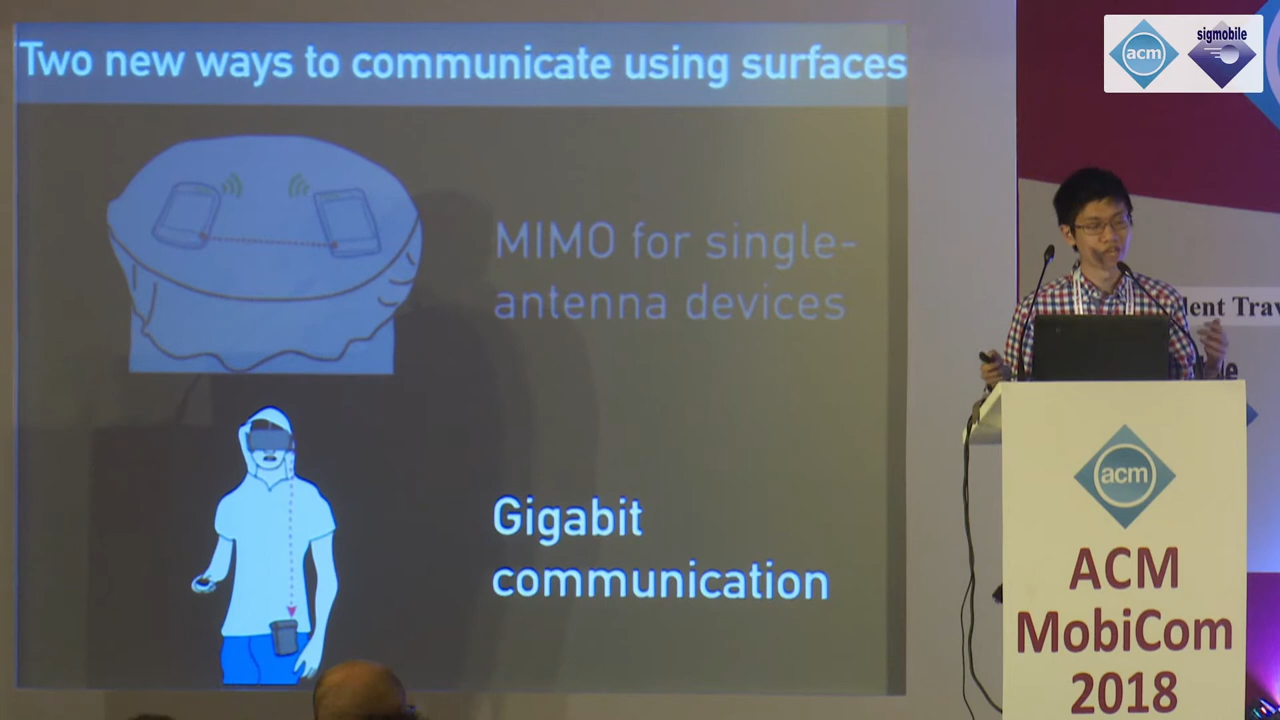 Two new ways to communicate using surfaces
MIMO for single-
antenna devices
Gigabit
communication
acm
sigmobile
acm
ACM
MobiCom
2018